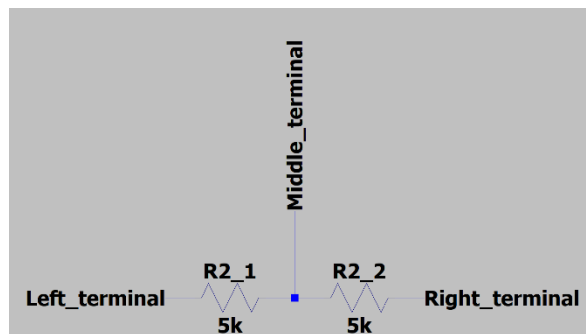 Middle_terminal
R2_1
R2_2
Left_terminal
Right_terminal
5k
5k